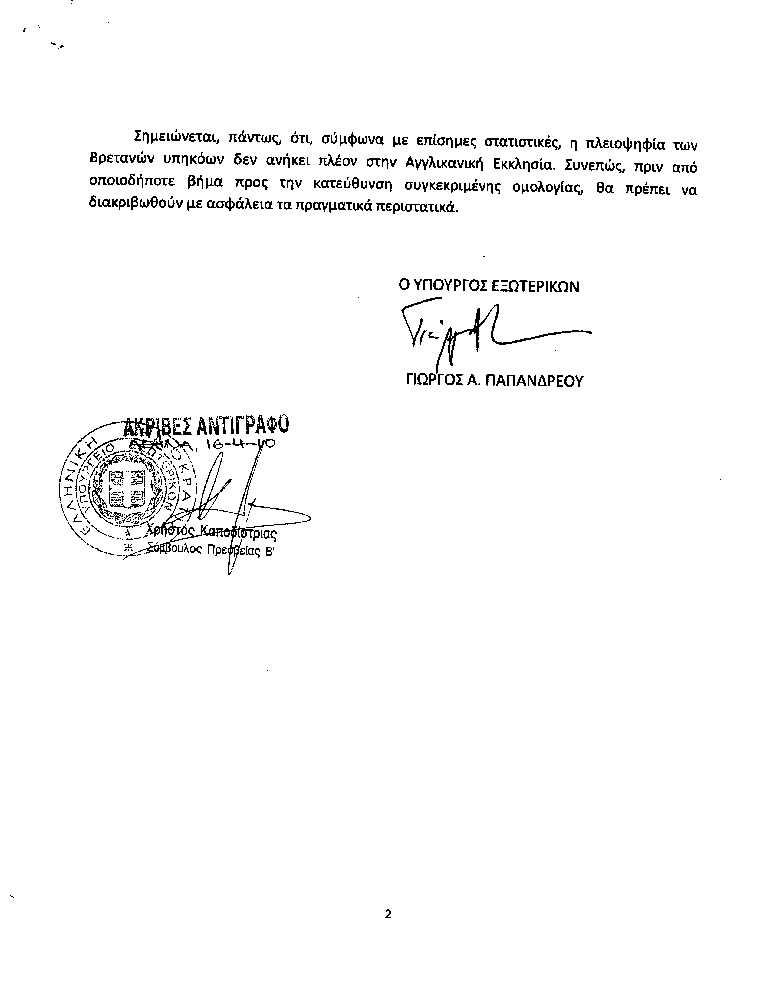 Σημειώνεται, πάντως, ότι, σύμφωνα με επίσημες στατιστικές, η πλειοψηφία των
Βρετανών υπηκόων δεν ανήκει πλέον στην Αγγλικανική Εκκλησία. Συνεπώς, πριν από
οποιοδήποτε βήμα προς την κατεύθυνση συγκεκριμένης ομολογίας, θα πρέπει να
διακριβωθούν με ασφάλεια τα πραγματικά περιστατικά.
Ο ΥΠΟΥΡΓΟΣ ΕΞΩΤΕΡΙΚΩΝ
ΓΙΩΡΓΟΣ Α. ΠΑΠΑΝΔΡΕΟΥ
ΑΚΡΙΒΕΣ ΑΝΤΙΓΡΑΦΟ
ΑΘΗΝΑ, 16-4-10
ΕΛΛΗΝΙΚΗ
ΥΠΟΥΡΓΕΙΟ ΕΞΩΤΕΡΙΚΩΝ
Χρήστος Καποδίστριας
Σύμβουλος Πρεσβείας Β'
2